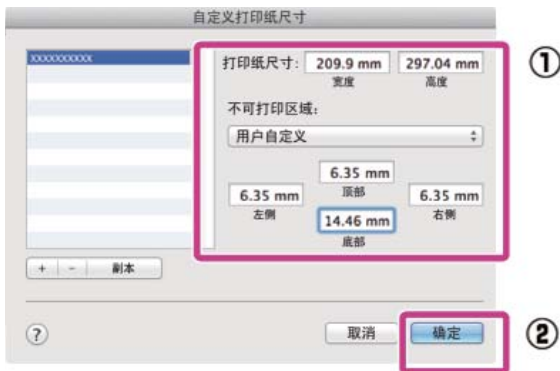 自定义打印纸尺寸
xxxxxxxxxx
打印纸尺寸: 209.9 mm 297.04 mm
宽度 高度
不可打印区域:
用户自定义
6.35 mm
顶部
6.35 mm 6.35 mm
左侧 右侧
14.46 mm
底部
+ - 副本
? 取消 确定
① ②